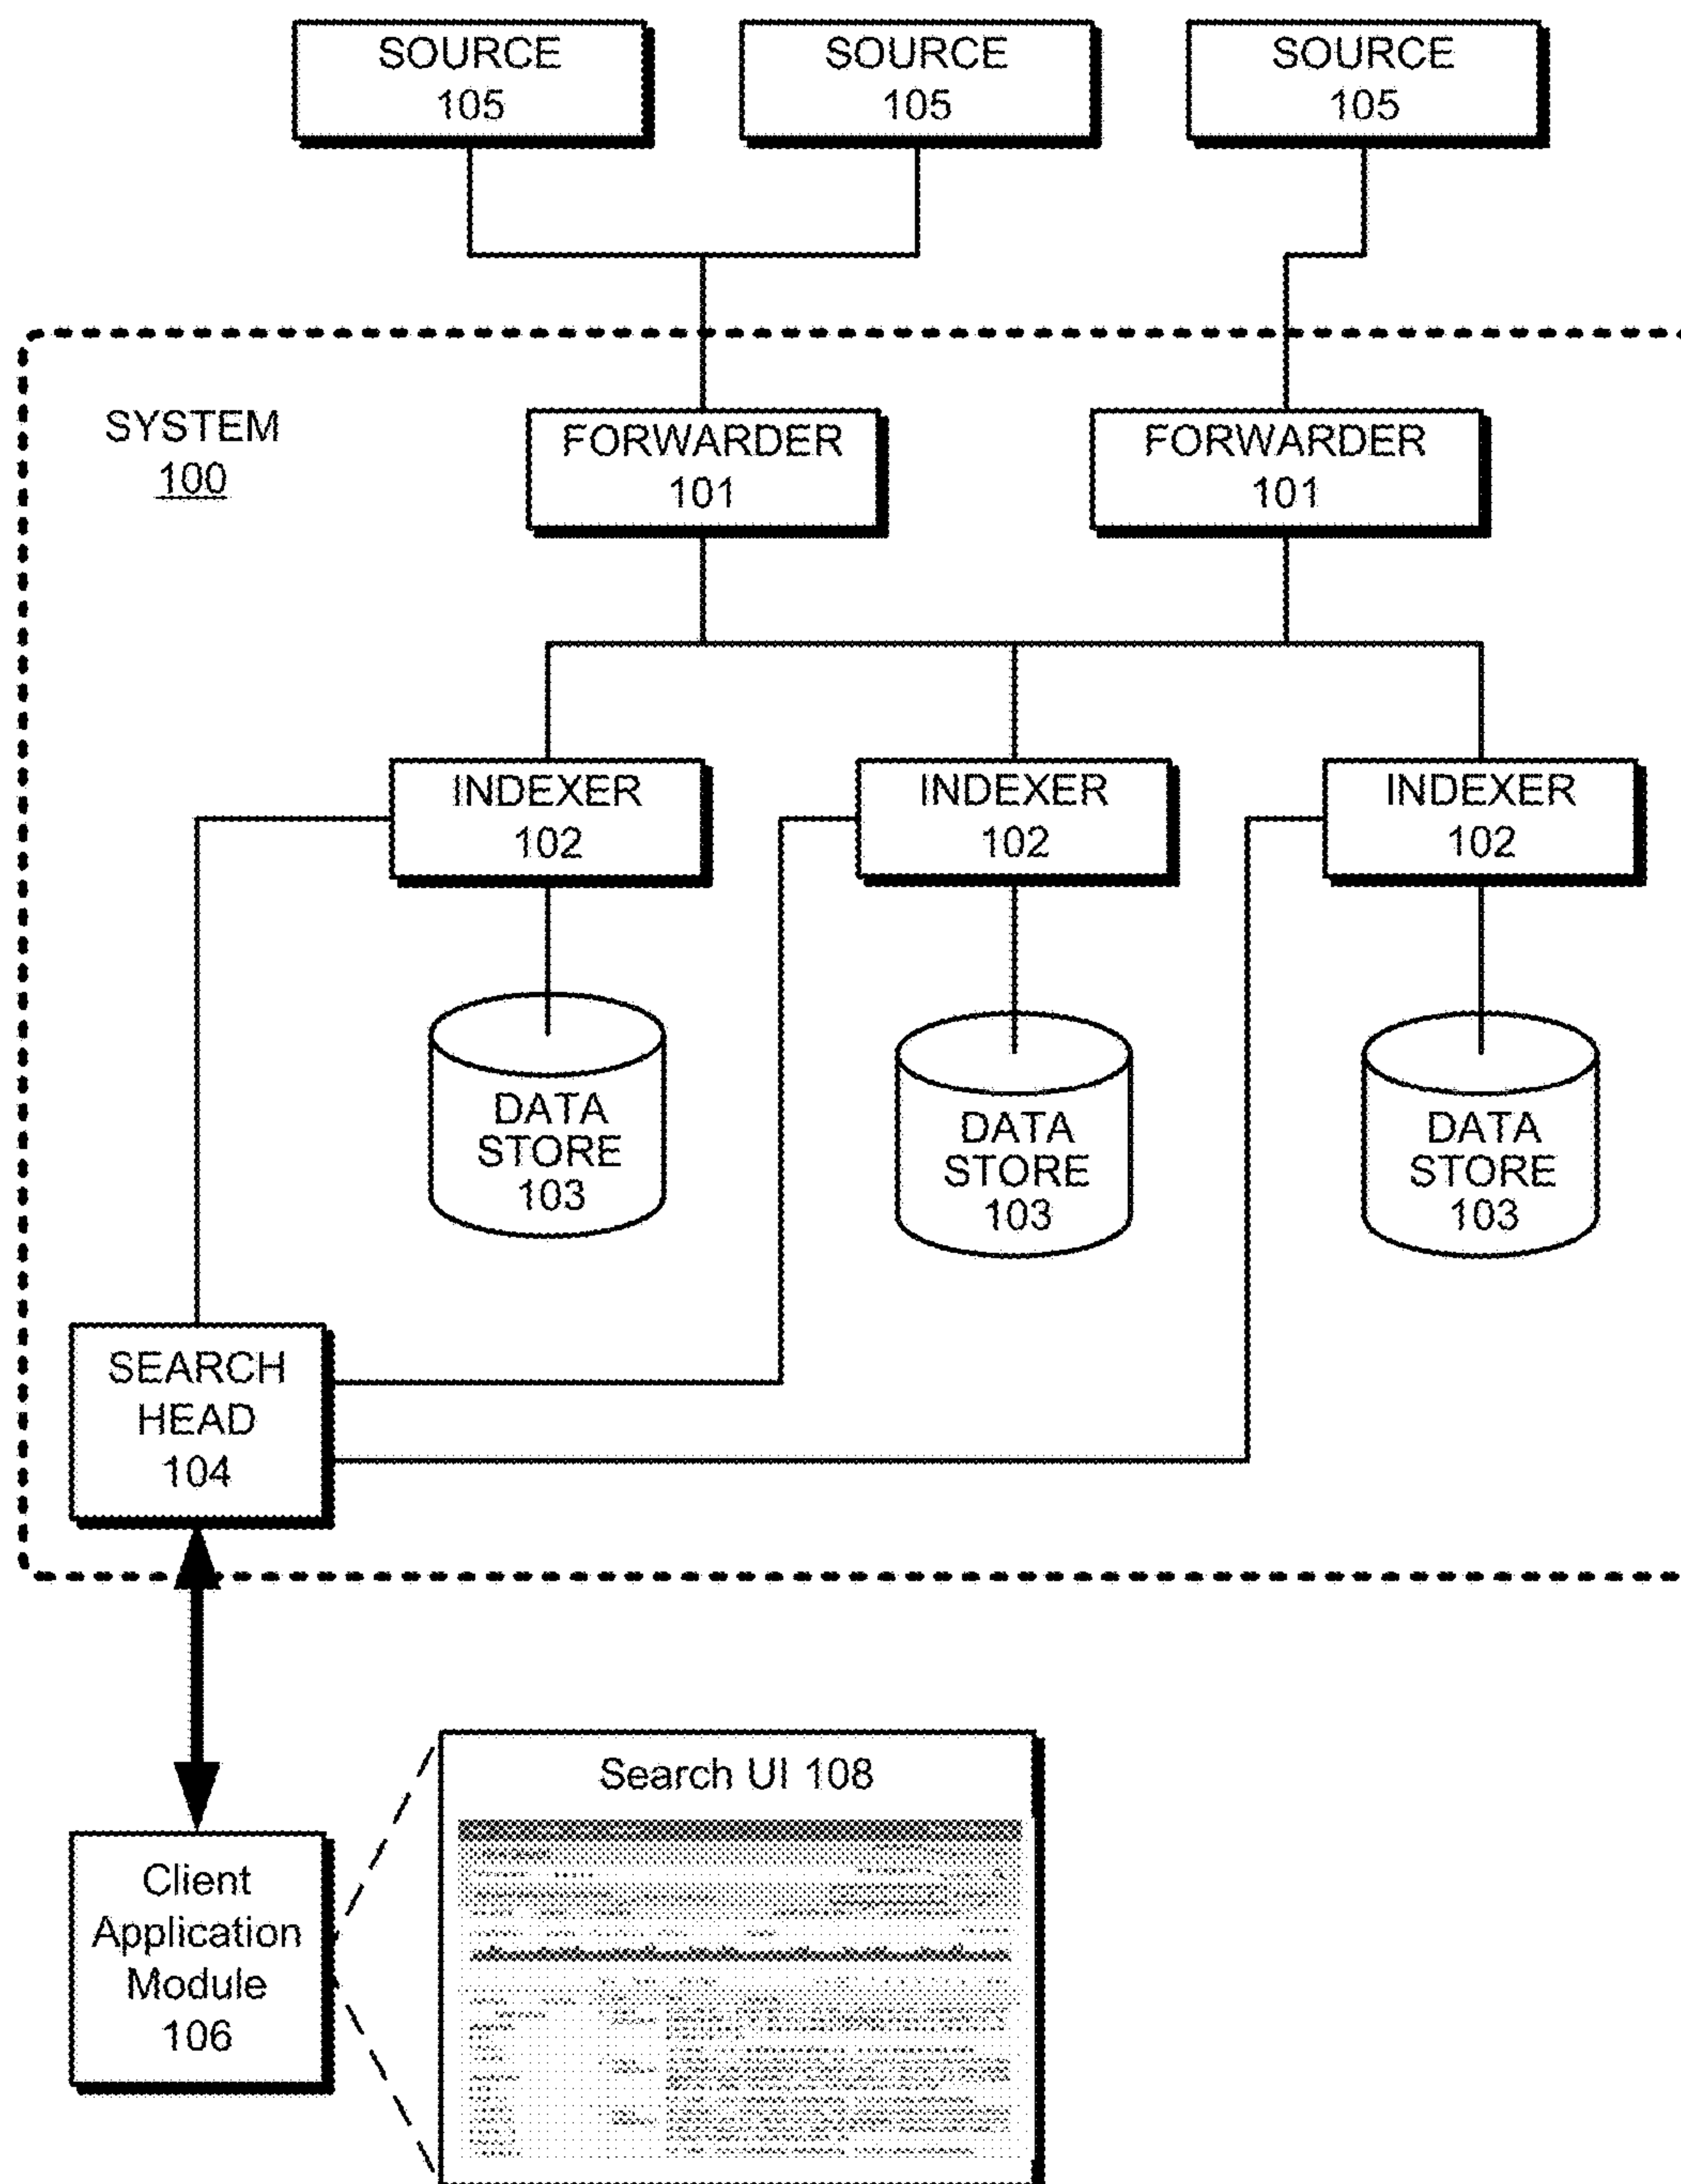 SOURCE
105
SOURCE
105
SOURCE
105
SYSTEM
100
FORWARDER
101
FORWARDER
101
INDEXER
102
INDEXER
102
INDEXER
102
DATA
STORE
103
DATA
STORE
103
DATA
STORE
103
SEARCH
HEAD
104
Search UI 108
Client
Application
Module
106